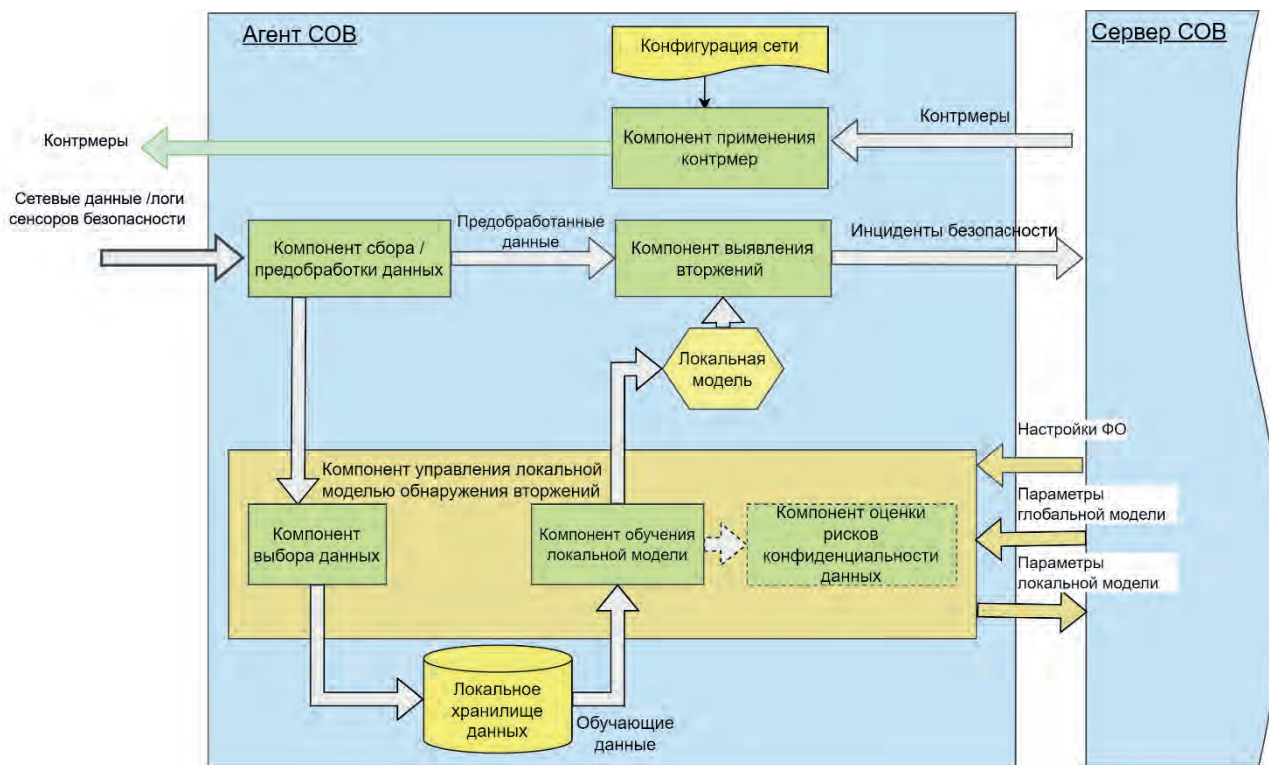 Агент СОВ
Сервер СОВ
Конфигурация сети
Контрмеры
Компонент применения
контрмер
Контрмеры
Сетевые данные /логи
сенсоров безопасности
Компонент сбора /
предобработки данных
Предобработанные
данные
Компонент выявления
вторжений
Инциденты безопасности
Локальная
модель
Настройки ФО
Компонент управления локальной
моделью обнаружения вторжений
Параметры
глобальной модели
Компонент
выбора данных
Компонент обучения
локальной модели
Компонент оценки
рисков
конфиденциальности
данных
Параметры
локальной модели
Локальное
хранилище
данных
Обучающие
данные